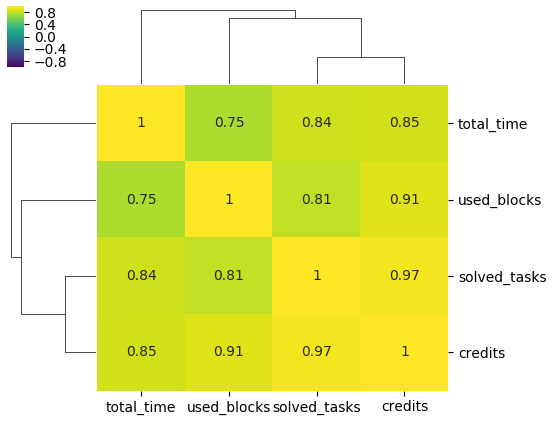 0.8
0.4
0.0
−0.4
−0.8
1 0.75 0.84 0.85 total_time
0.75 1 0.81 0.91 used_blocks
0.84 0.81 1 0.97 solved_tasks
0.85 0.91 0.97 1 credits
total_time used_blocks solved_tasks credits